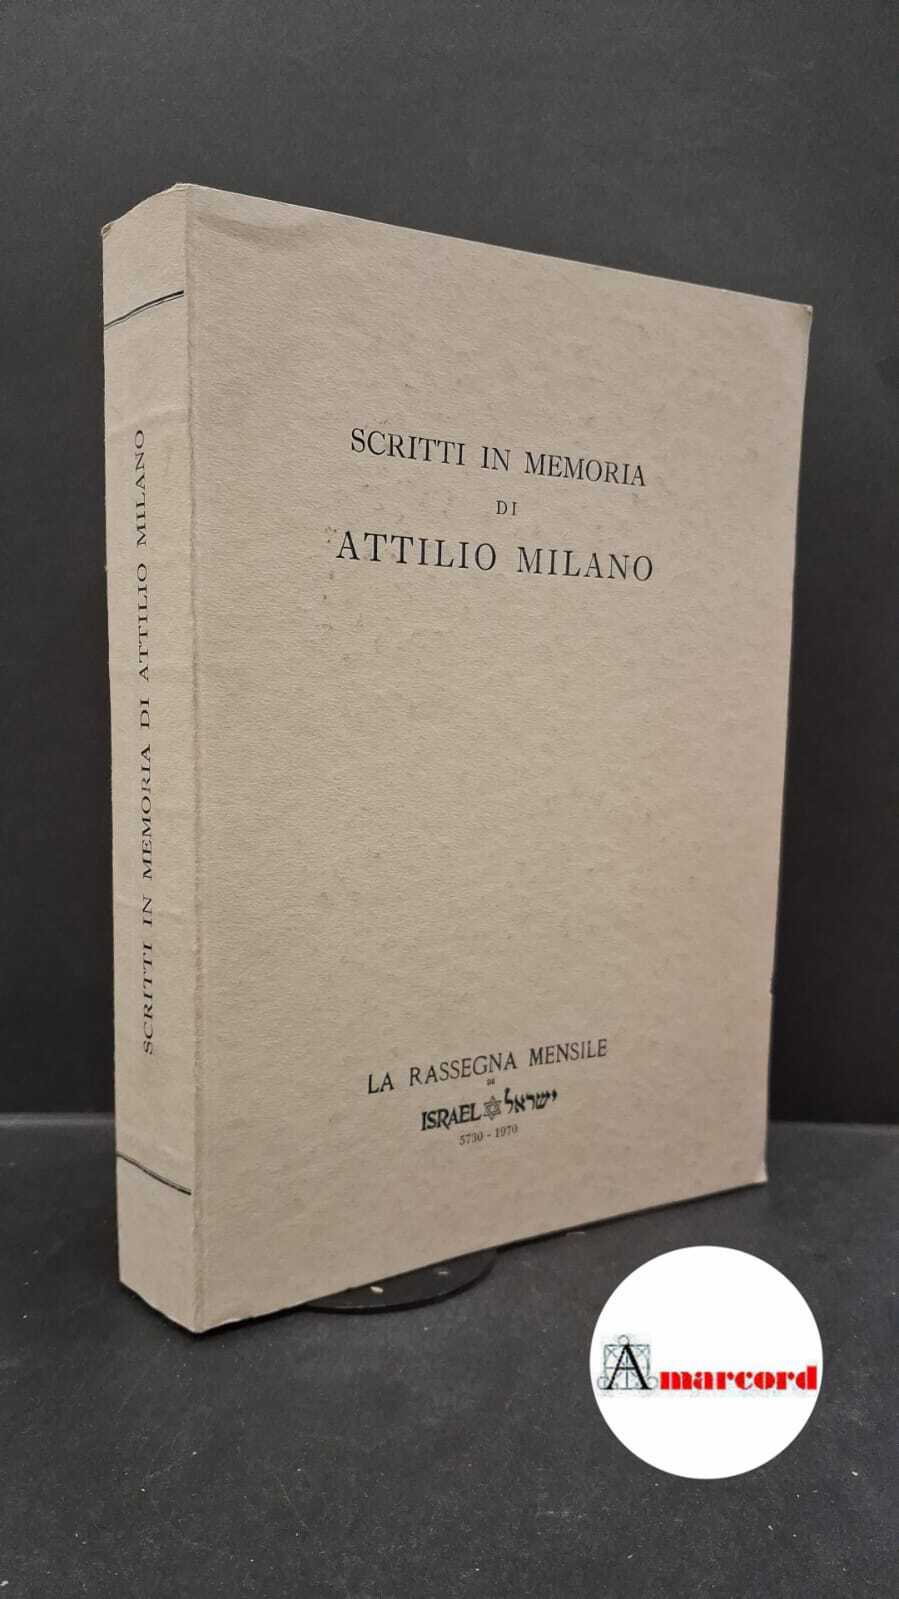 SCRITTI IN MEMORIA
DI
ATTILIO MILANO
LA RASSEGNA MENSILE
DI
ISRAEL ✡ ישראל
5730 - 1970
SCRITTI IN MEMORIA DI ATTILIO MILANO
Amarcord